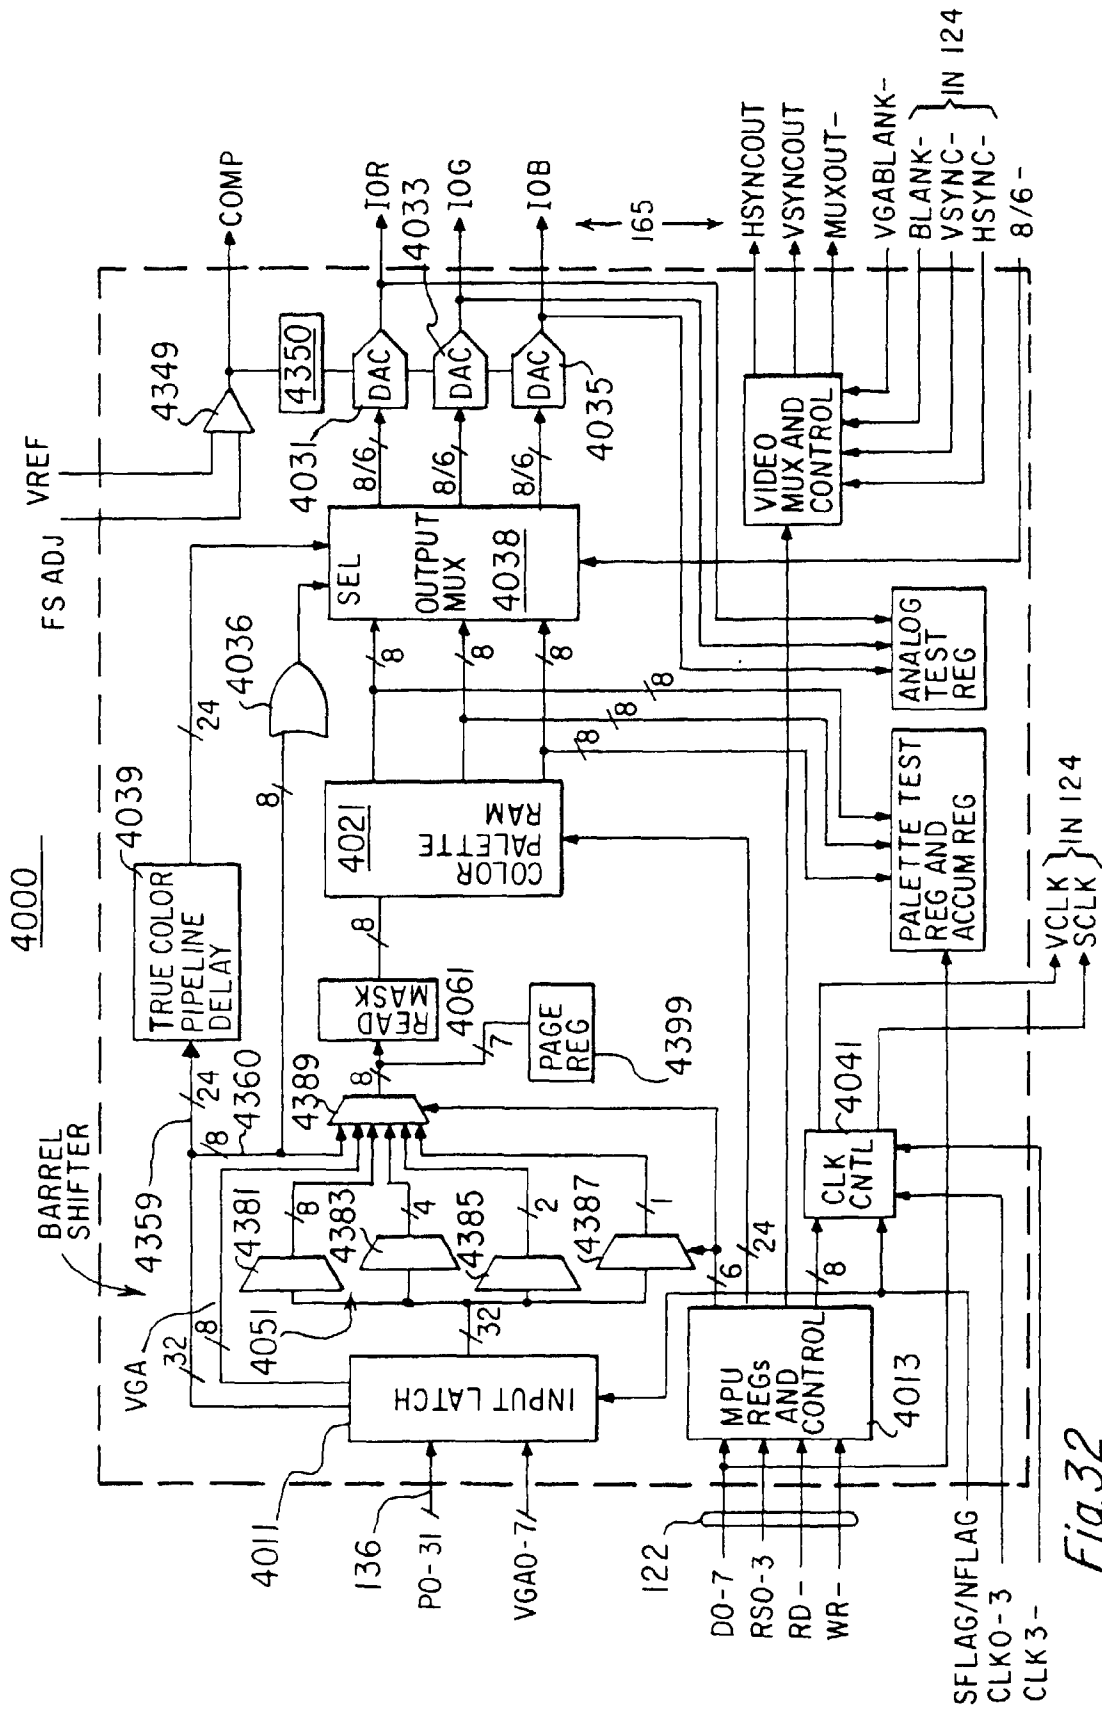 4000
FS ADJ
VREF
4349
COMP
BARREL
SHIFTER
4359
VGA
32
8
24
8
4360
TRUE COLOR
PIPELINE
DELAY
4039
24
8
4036
4350
4031
4033
4035
DAC
DAC
DAC
IOR
IOG
IOB
165
8/6
8/6
8/6
SEL
OUTPUT
MUX
4038
8
8
8
8
8
8
4021
COLOR
PALETTE
RAM
8
READ
MASK
4061
7
PAGE
REG
4399
8
4389
4381
4383
4385
4387
8
4
2
1
4051
32
4011
INPUT LATCH
136
P0-31
VGA0-7
122
D0-7
RS0-3
RD-
WR-
MPU
REGs
AND
CONTROL
4013
6
24
8
CLK
CNTL
4041
VCLK
SCLK
IN 124
PALETTE TEST
REG AND
ACCUM REG
ANALOG
TEST
REG
VIDEO
MUX AND
CONTROL
HSYNCOUT
VSYNCOUT
MUXOUT-
VGABLANK-
BLANK-
VSYNC-
HSYNC-
IN 124
8/6-
SFLAG/NFLAG
CLK0-3
CLK3-
Fig.32